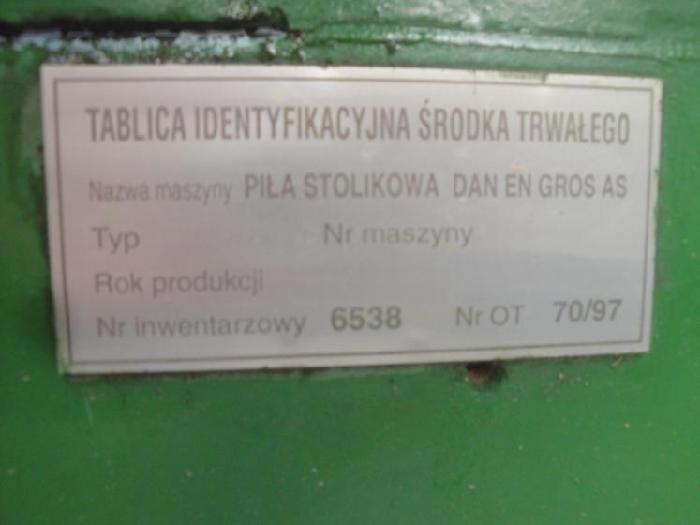 TABLICA IDENTYFIKACYJNA ŚRODKA TRWAŁEGO
Nazwa maszyny PIŁA STOLIKOWA DAN EN GROS AS
Typ Nr maszyny
Rok produkcji
Nr inwentarzowy 6538 Nr OT 70/97